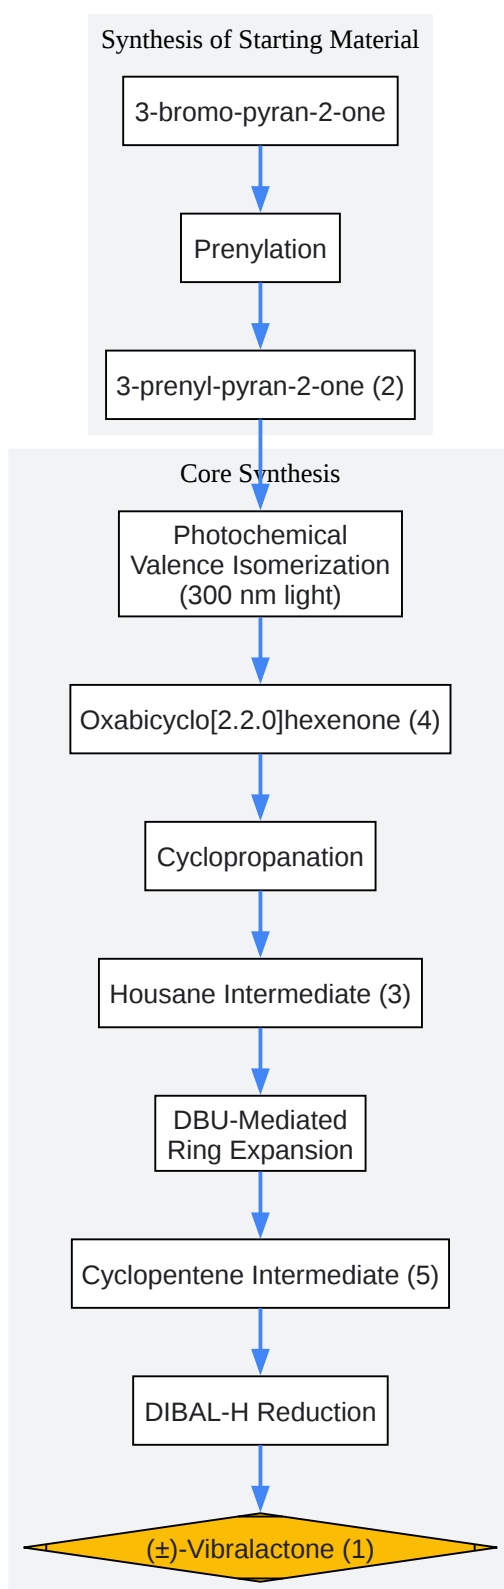 Synthesis of Starting Material
3-bromo-pyran-2-one
Prenylation
3-prenyl-pyran-2-one (2)
Core Synthesis
Photochemical
Valence Isomerization
(300 nm light)
Oxabicyclo[2.2.0]hexenone (4)
Cyclopropanation
Housane Intermediate (3)
DBU-Mediated
Ring Expansion
Cyclopentene Intermediate (5)
DIBAL-H Reduction
(±)-Vibralactone (1)